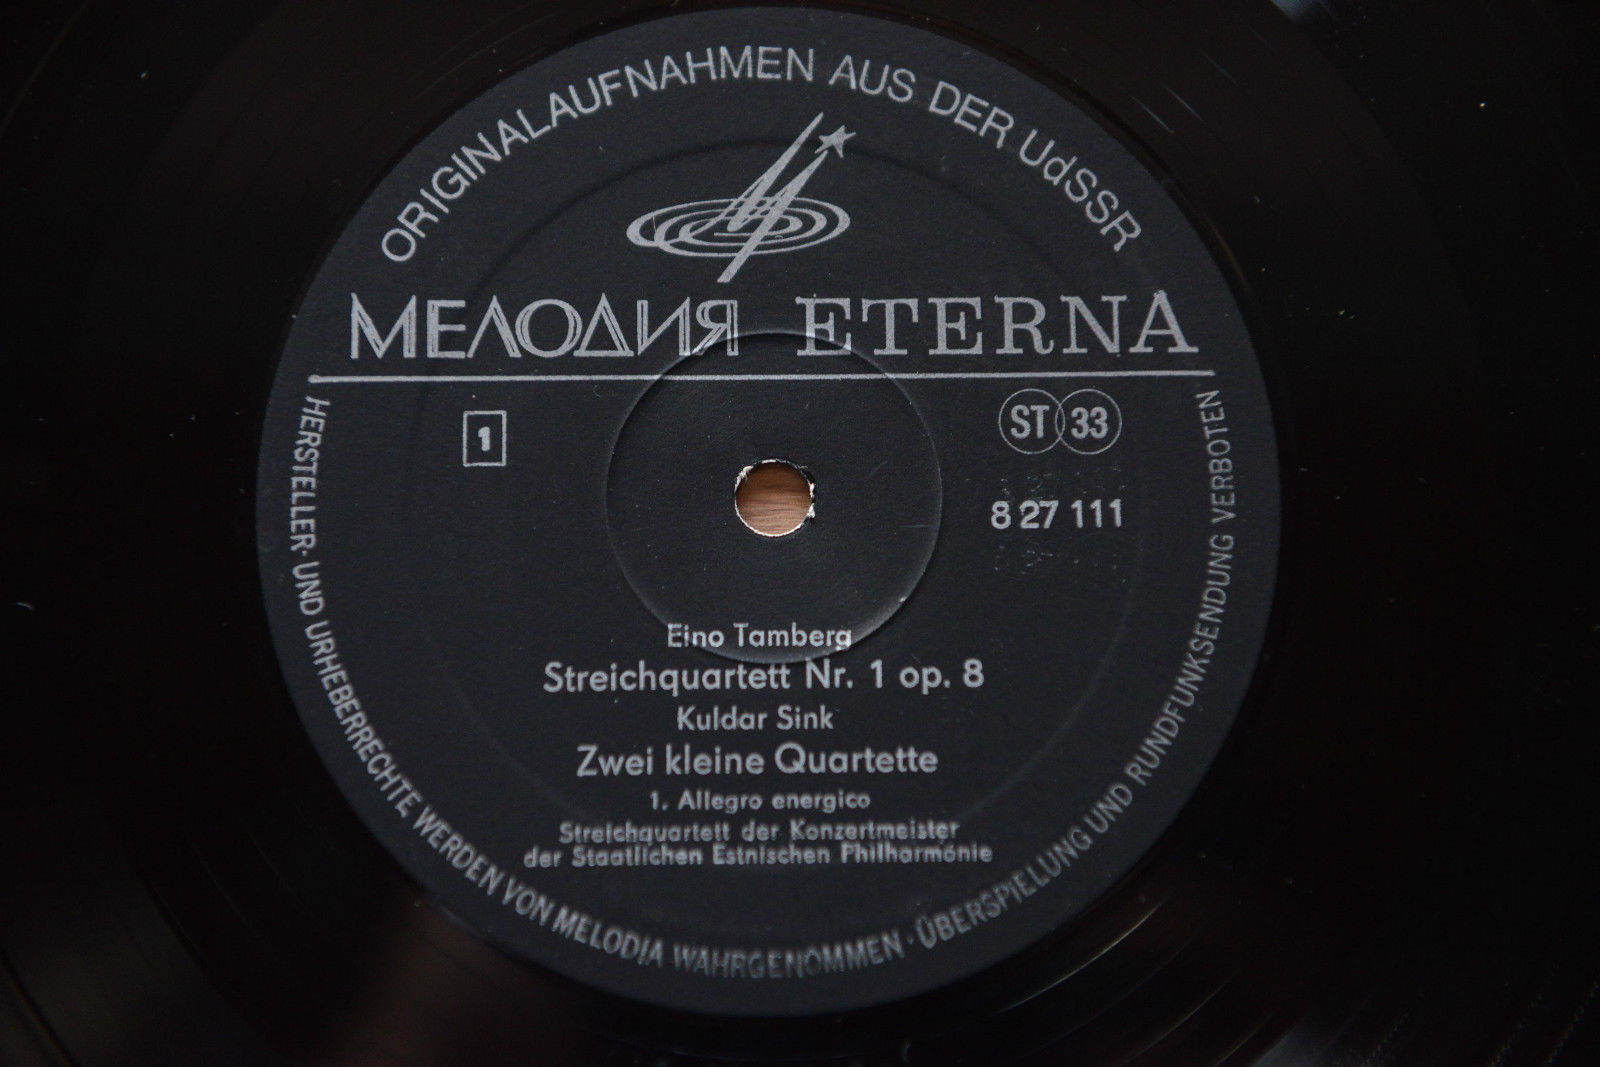 ORIGINALAUFNAHMEN AUS DER UdSSR
МЕЛОДИЯ ETERNA
1
ST 33
8 27 111
Eino Tamberg
Streichquartett Nr. 1 op. 8
Kuldar Sink
Zwei kleine Quartette
1. Allegro energico
Streichquartett der Konzertmeister
der Staatlichen Estnischen Philharmonie
HERSTELLER- UND URHEBERRECHTE WERDEN VON MELODIA WAHRGENOMMEN · ÜBERSPIELUNG UND RUNDFUNKSENDUNG VERBOTEN